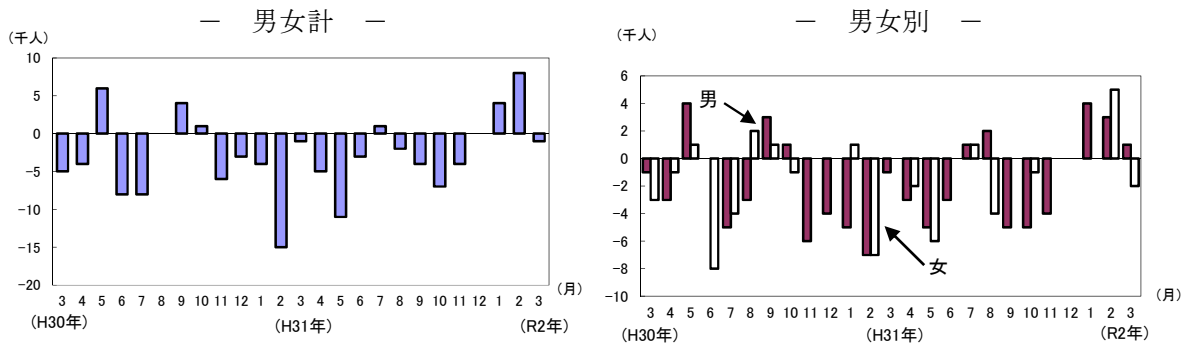 － 男女計 －
（千人）
10
5
0
-5
-10
-15
-20
3 4 5 6 7 8 9 10 11 12 1 2 3 4 5 6 7 8 9 10 11 12 1 2 3
（月）
（H30年） （H31年） （R2年）
－ 男女別 －
（千人）
6
4
2
0
-2
-4
-6
-8
-10
男
女
3 4 5 6 7 8 9 10 11 12 1 2 3 4 5 6 7 8 9 10 11 12 1 2 3
（月）
（H30年） （H31年） （R2年）